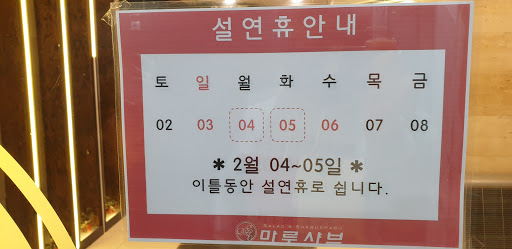 설연휴안내
토 일 월 화 수 목 금
02 03 04 05 06 07 08
* 2월 04~05일 *
이틀동안 설연휴로 쉽니다.
마루샤브